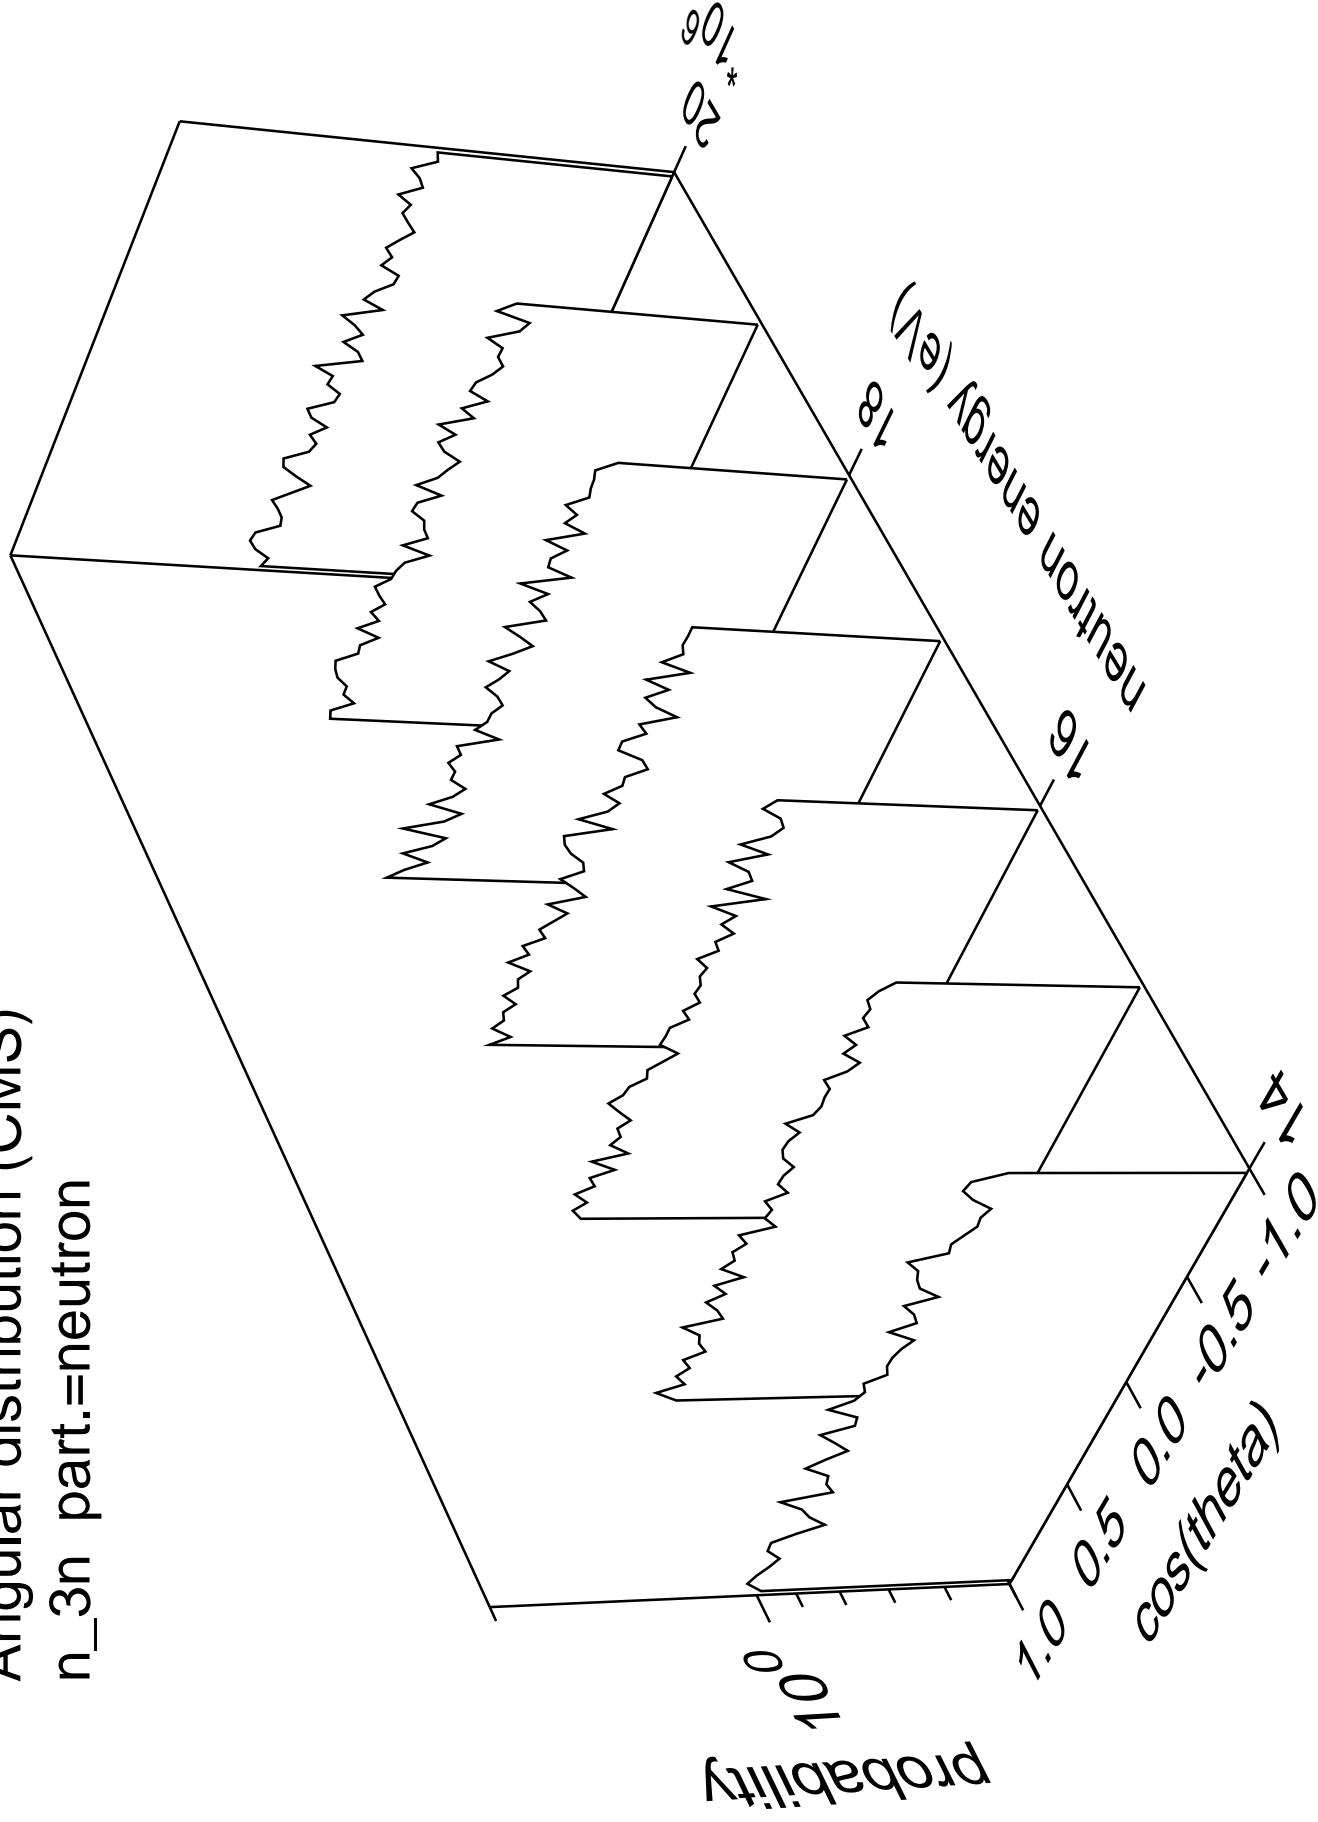 Angular distribution (CMS)
n_3n part.=neutron
probability
10^0
cos(theta)
1.0 0.5 0.0 -0.5 -1.0
neutron energy (eV)
14 16 18 20
*10^6